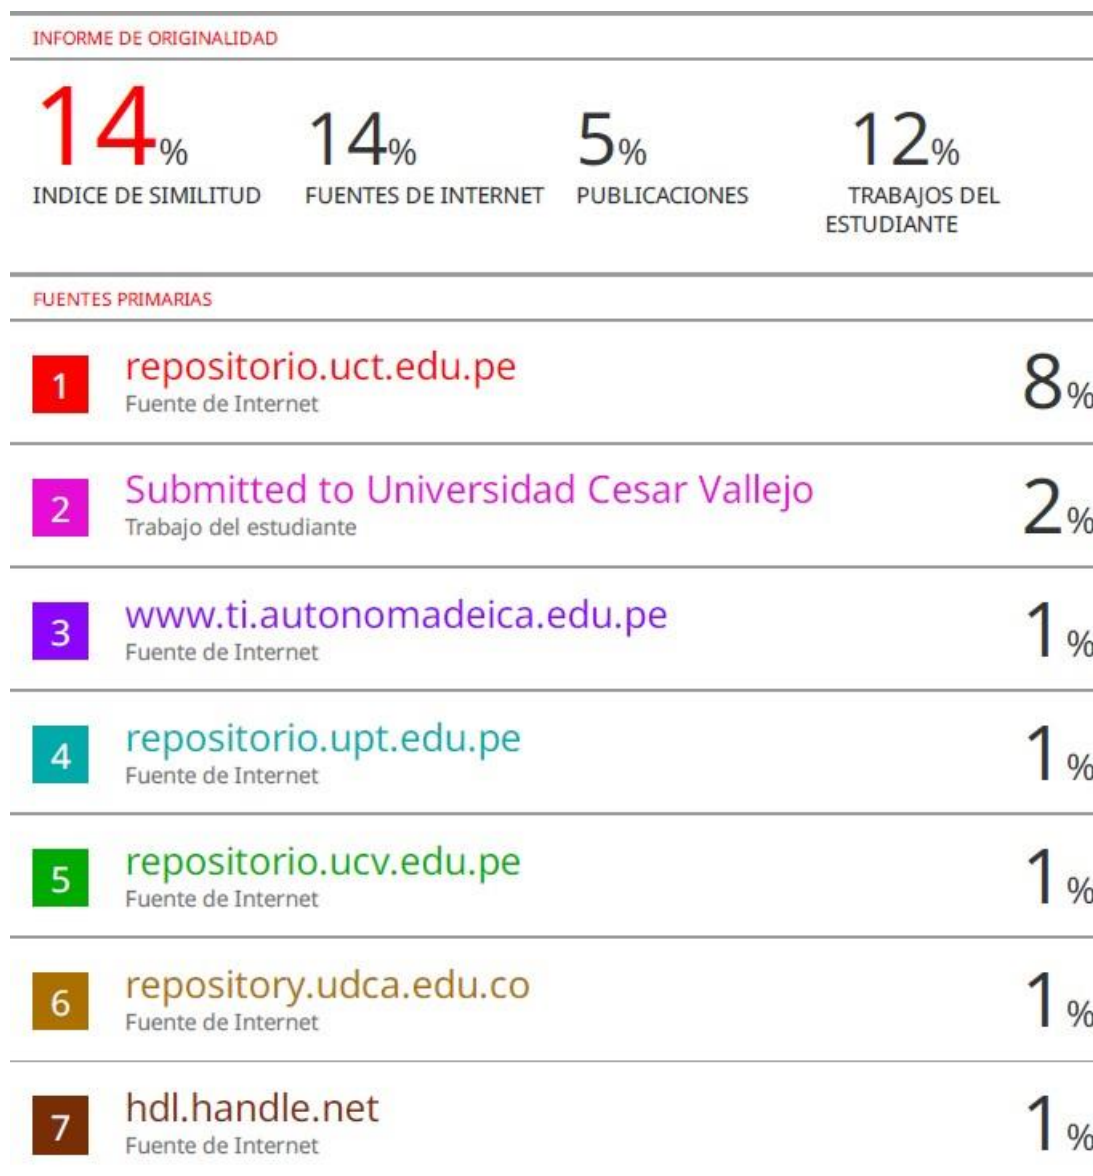 INFORME DE ORIGINALIDAD
14% 14% 5% 12%
INDICE DE SIMILITUD FUENTES DE INTERNET PUBLICACIONES TRABAJOS DEL
ESTUDIANTE
FUENTES PRIMARIAS
1 repositorio.uct.edu.pe 8%
Fuente de Internet
2 Submitted to Universidad Cesar Vallejo 2%
Trabajo del estudiante
3 www.ti.autonomadeica.edu.pe 1%
Fuente de Internet
4 repositorio.upt.edu.pe 1%
Fuente de Internet
5 repositorio.ucv.edu.pe 1%
Fuente de Internet
6 repository.udca.edu.co 1%
Fuente de Internet
7 hdl.handle.net 1%
Fuente de Internet